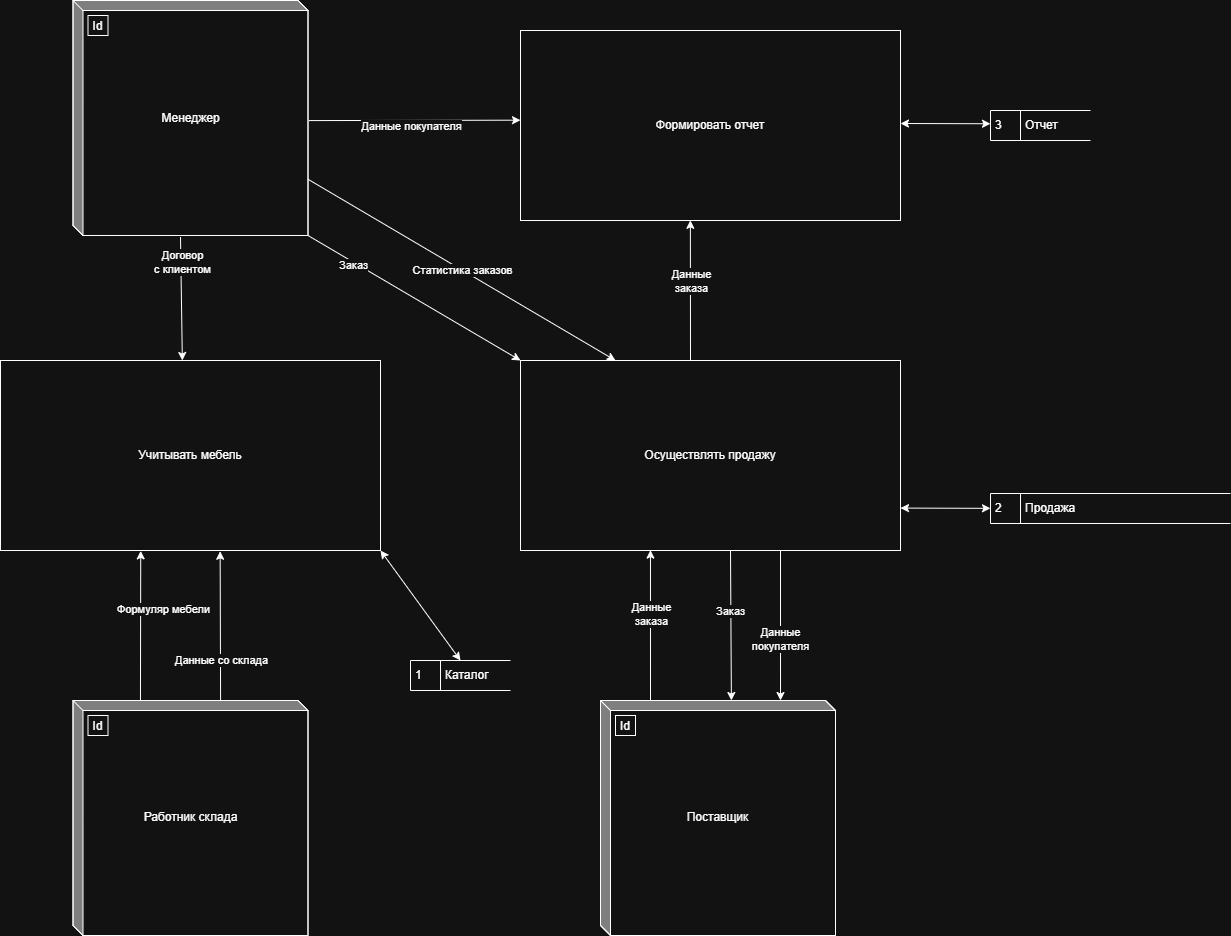 Id
Менеджер
Данные покупателя
Формировать отчет
3
Отчет
Договор
с клиентом
Заказ
Статистика заказов
Данные
заказа
Учитывать мебель
Осуществлять продажу
2
Продажа
Формуляр мебели
Данные со склада
1
Каталог
Данные
заказа
Заказ
Данные
покупателя
Id
Работник склада
Id
Поставщик